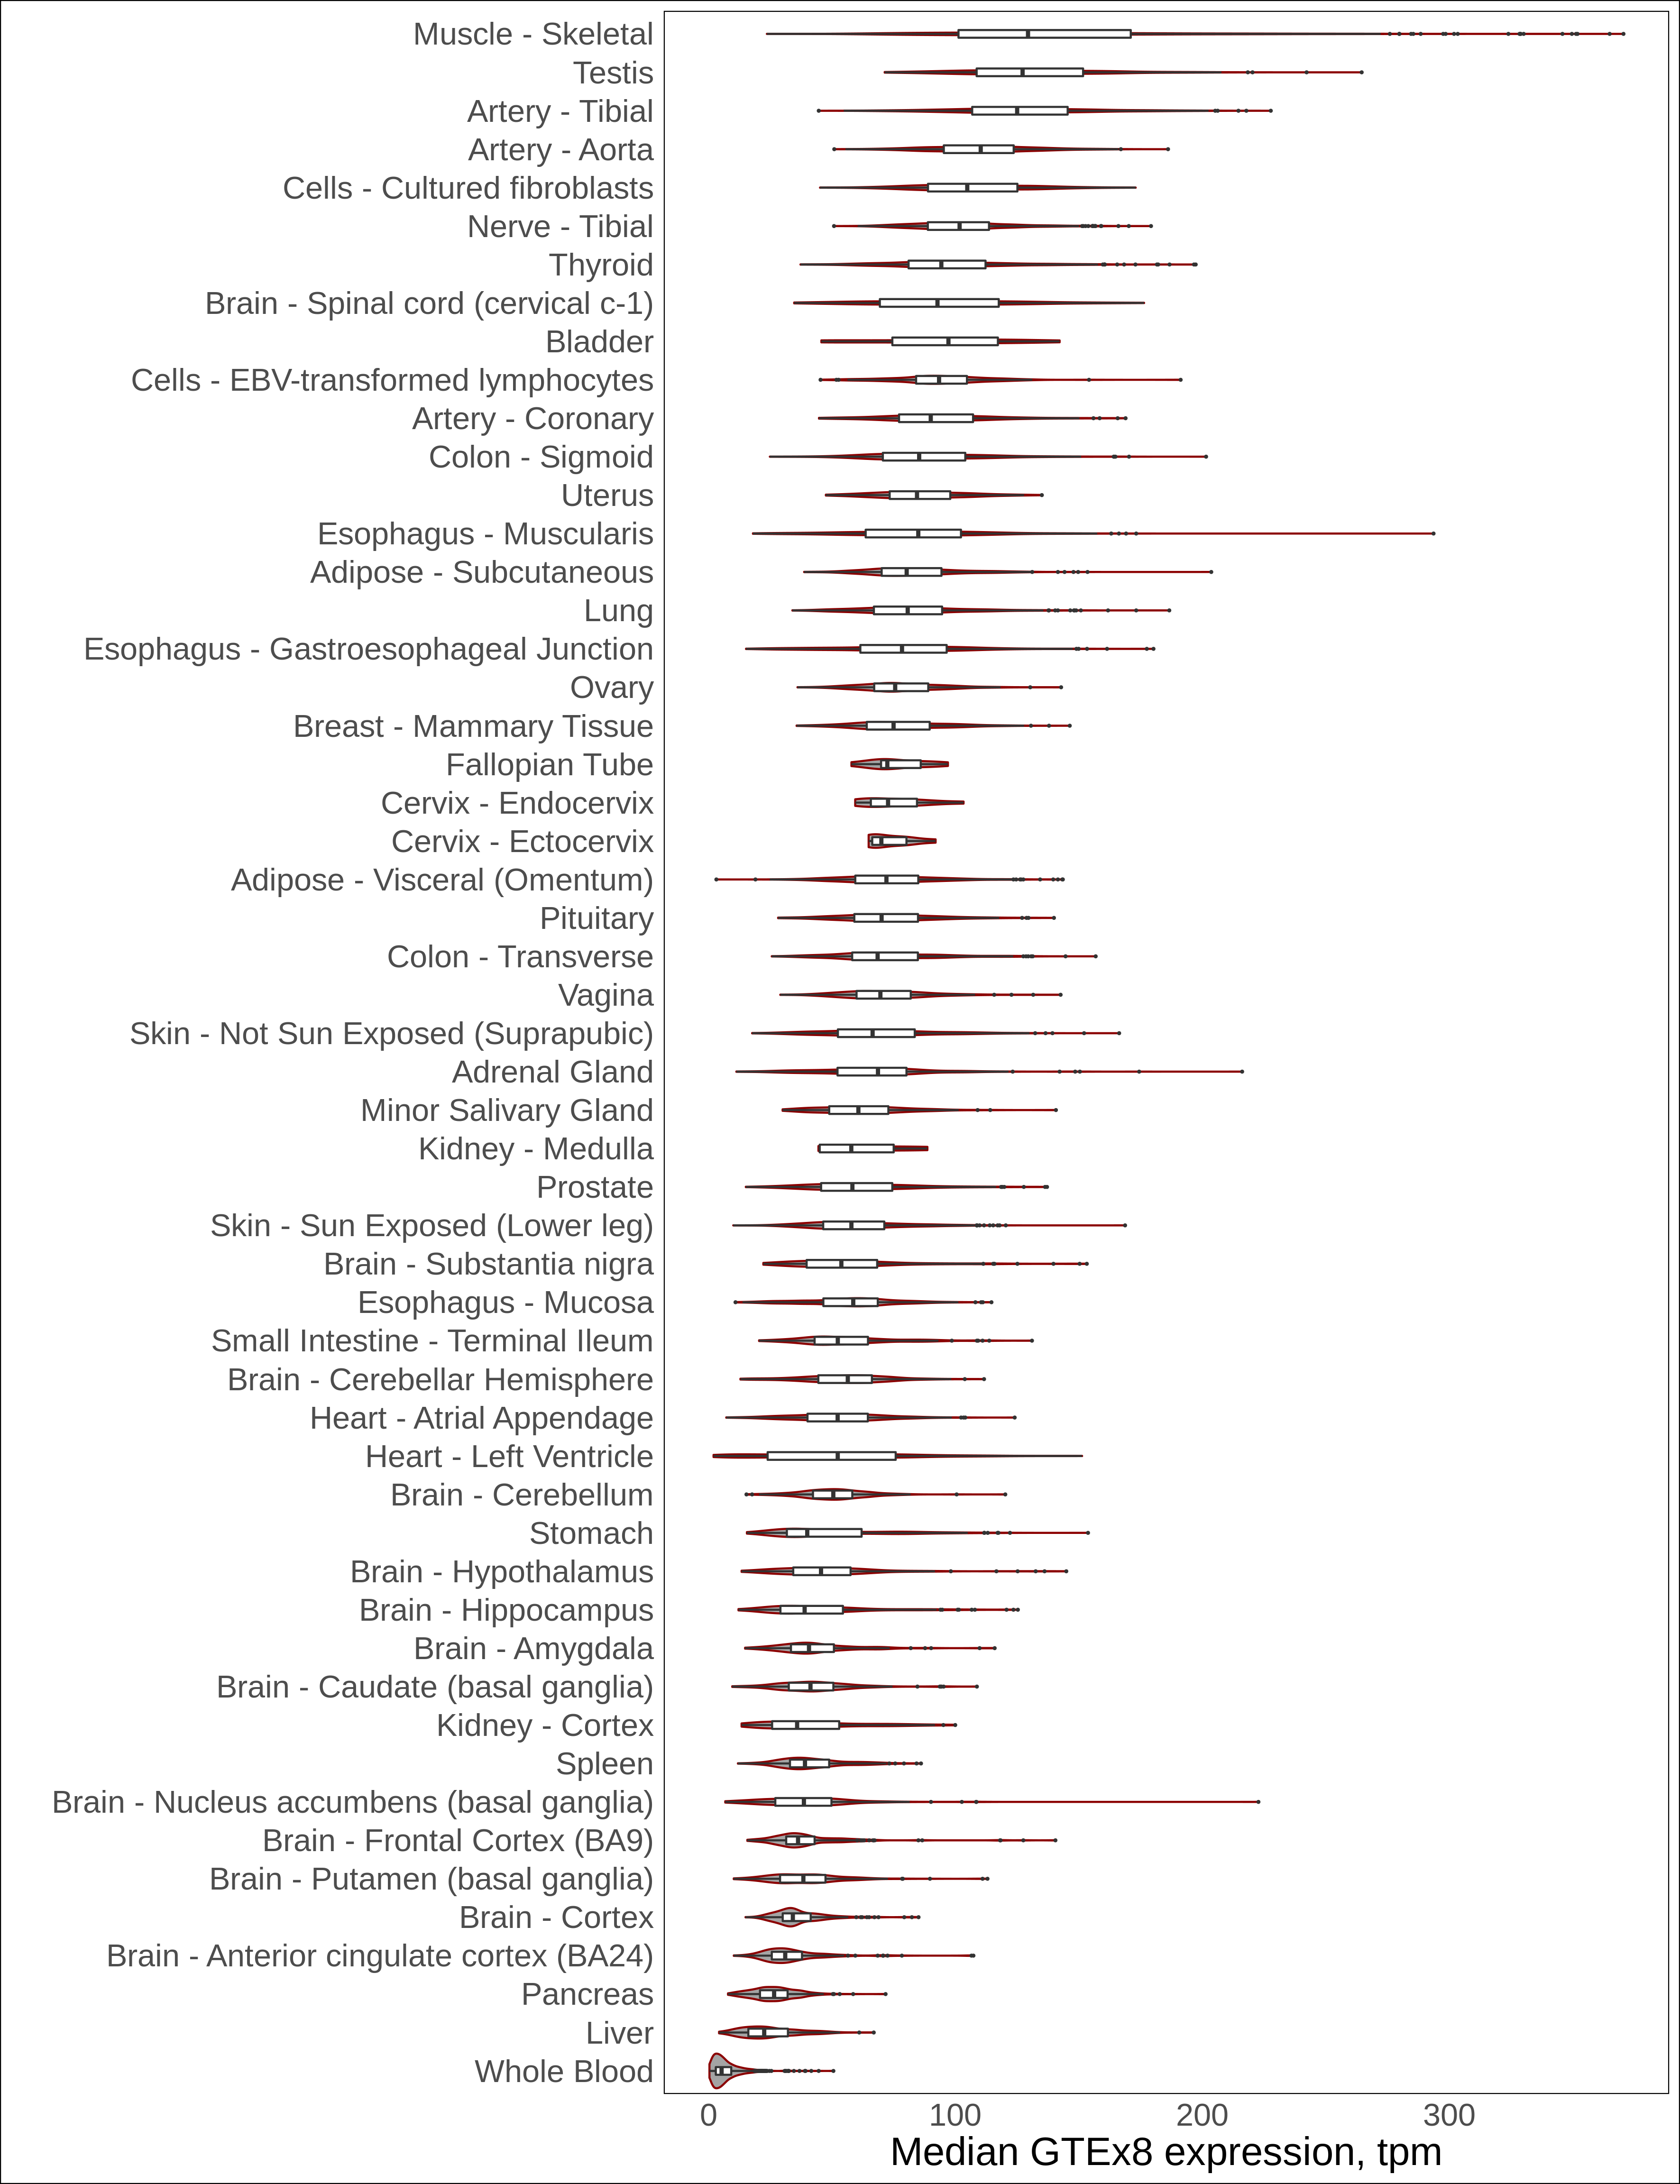 Muscle - Skeletal
Testis
Artery - Tibial
Artery - Aorta
Cells - Cultured fibroblasts
Nerve - Tibial
Thyroid
Brain - Spinal cord (cervical c-1)
Bladder
Cells - EBV-transformed lymphocytes
Artery - Coronary
Colon - Sigmoid
Uterus
Esophagus - Muscularis
Adipose - Subcutaneous
Lung
Esophagus - Gastroesophageal Junction
Ovary
Breast - Mammary Tissue
Fallopian Tube
Cervix - Endocervix
Cervix - Ectocervix
Adipose - Visceral (Omentum)
Pituitary
Colon - Transverse
Vagina
Skin - Not Sun Exposed (Suprapubic)
Adrenal Gland
Minor Salivary Gland
Kidney - Medulla
Prostate
Skin - Sun Exposed (Lower leg)
Brain - Substantia nigra
Esophagus - Mucosa
Small Intestine - Terminal Ileum
Brain - Cerebellar Hemisphere
Heart - Atrial Appendage
Heart - Left Ventricle
Brain - Cerebellum
Stomach
Brain - Hypothalamus
Brain - Hippocampus
Brain - Amygdala
Brain - Caudate (basal ganglia)
Kidney - Cortex
Spleen
Brain - Nucleus accumbens (basal ganglia)
Brain - Frontal Cortex (BA9)
Brain - Putamen (basal ganglia)
Brain - Cortex
Brain - Anterior cingulate cortex (BA24)
Pancreas
Liver
Whole Blood
0 100 200 300
Median GTEx8 expression, tpm